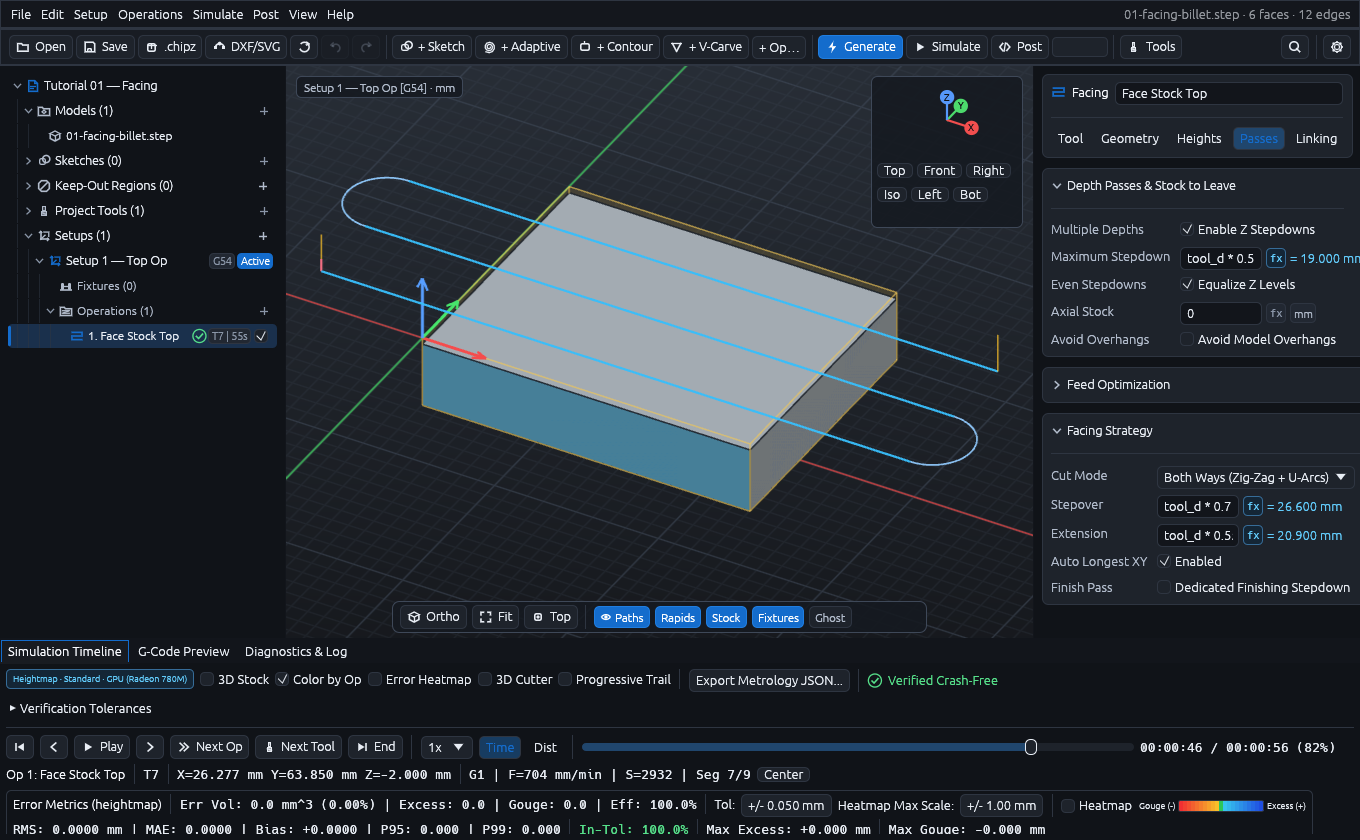 File Edit Setup Operations Simulate Post View Help
01-facing-billet.step · 6 faces · 12 edges
Open Save .chipz DXF/SVG + Sketch + Adaptive + Contour + V-Carve + Op... Generate Simulate Post Tools
Tutorial 01 — Facing
Models (1) +
01-facing-billet.step
Sketches (0) +
Keep-Out Regions (0) +
Project Tools (1) +
Setups (1) +
Setup 1 — Top Op G54 Active
Fixtures (0)
Operations (1) +
1. Face Stock Top T7 | 55s
Setup 1 — Top Op [G54] · mm
Z
Y
X
Top Front Right
Iso Left Bot
Ortho Fit Top Paths Rapids Stock Fixtures Ghost
Facing Face Stock Top
Tool Geometry Heights Passes Linking
Depth Passes & Stock to Leave
Multiple Depths Enable Z Stepdowns
Maximum Stepdown tool_d * 0.5 fx = 19.000 mm
Even Stepdowns Equalize Z Levels
Axial Stock 0 fx mm
Avoid Overhangs Avoid Model Overhangs
Feed Optimization
Facing Strategy
Cut Mode Both Ways (Zig-Zag + U-Arcs)
Stepover tool_d * 0.7 fx = 26.600 mm
Extension tool_d * 0.5. fx = 20.900 mm
Auto Longest XY Enabled
Finish Pass Dedicated Finishing Stepdown
Simulation Timeline G-Code Preview Diagnostics & Log
Heightmap · Standard · GPU (Radeon 780M) 3D Stock Color by Op Error Heatmap 3D Cutter Progressive Trail Export Metrology JSON... Verified Crash-Free
Verification Tolerances
Play Next Op Next Tool End 1x Time Dist 00:00:46 / 00:00:56 (82%)
Op 1: Face Stock Top T7 X=26.277 mm Y=63.850 mm Z=-2.000 mm G1 | F=704 mm/min | S=2932 | Seg 7/9 Center
Error Metrics (heightmap) Err Vol: 0.0 mm^3 (0.00%) | Excess: 0.0 | Gouge: 0.0 | Eff: 100.0% Tol: +/- 0.050 mm Heatmap Max Scale: +/- 1.00 mm Heatmap Gouge (-) Excess (+)
RMS: 0.0000 mm | MAE: 0.0000 | Bias: +0.0000 | P95: 0.000 | P99: 0.000 In-Tol: 100.0% Max Excess: +0.000 mm Max Gouge: -0.000 mm